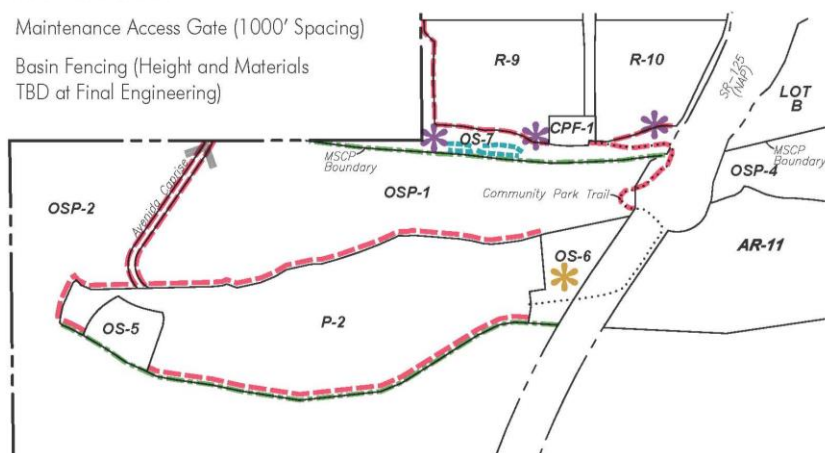 Maintenance Access Gate (1000' Spacing)
Basin Fencing (Height and Materials
TBD at Final Engineering)
R-9
R-10
SR-125
(NAP)
LOT
B
CPF-1
OS-7
MSCP
Boundary
MSCP
Boundary
OSP-4
Avenida Caprise
OSP-2
OSP-1
Community Park Trail
OS-6
AR-11
P-2
OS-5